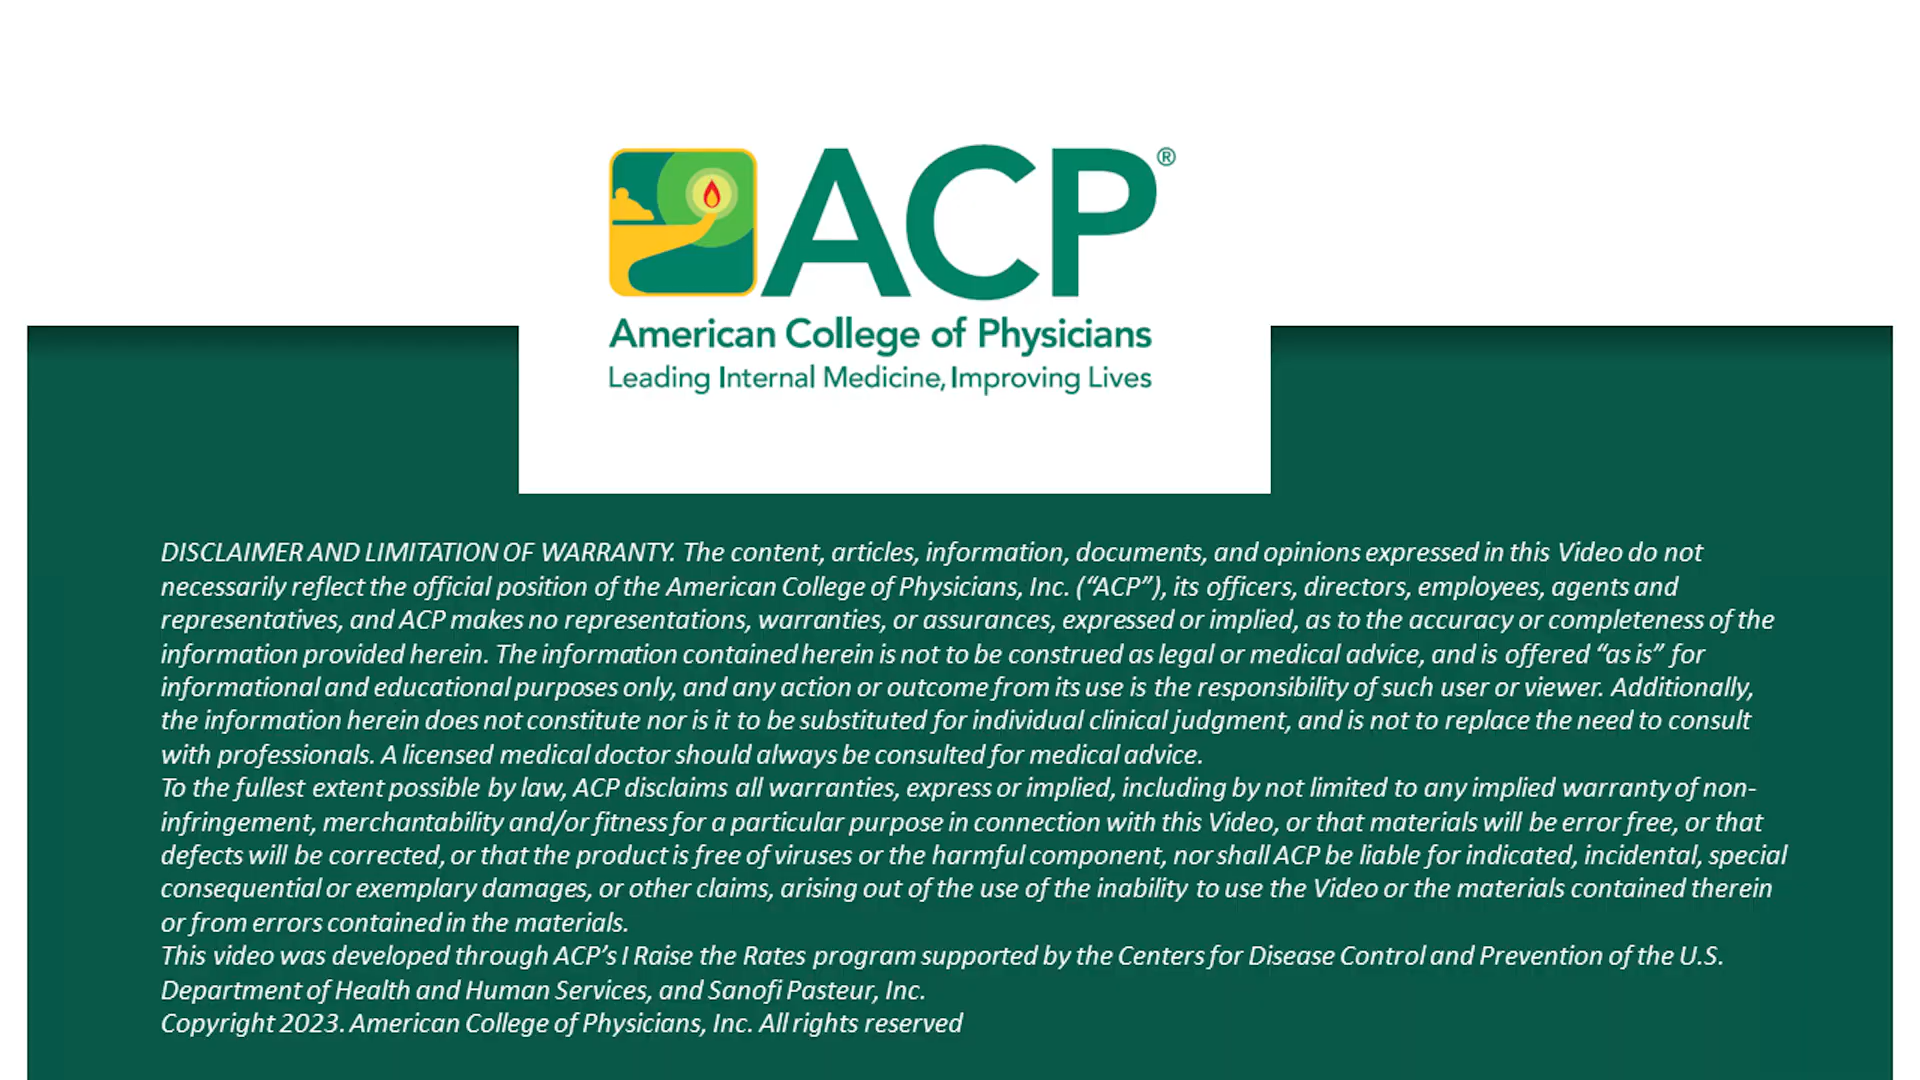 ACP®
American College of Physicians
Leading Internal Medicine, Improving Lives
DISCLAIMER AND LIMITATION OF WARRANTY. The content, articles, information, documents, and opinions expressed in this Video do not
necessarily reflect the official position of the American College of Physicians, Inc. (“ACP”), its officers, directors, employees, agents and
representatives, and ACP makes no representations, warranties, or assurances, expressed or implied, as to the accuracy or completeness of the
information provided herein. The information contained herein is not to be construed as legal or medical advice, and is offered “as is” for
informational and educational purposes only, and any action or outcome from its use is the responsibility of such user or viewer. Additionally,
the information herein does not constitute nor is it to be substituted for individual clinical judgment, and is not to replace the need to consult
with professionals. A licensed medical doctor should always be consulted for medical advice.
To the fullest extent possible by law, ACP disclaims all warranties, express or implied, including by not limited to any implied warranty of non-
infringement, merchantability and/or fitness for a particular purpose in connection with this Video, or that materials will be error free, or that
defects will be corrected, or that the product is free of viruses or the harmful component, nor shall ACP be liable for indicated, incidental, special
consequential or exemplary damages, or other claims, arising out of the use of the inability to use the Video or the materials contained therein
or from errors contained in the materials.
This video was developed through ACP’s I Raise the Rates program supported by the Centers for Disease Control and Prevention of the U.S.
Department of Health and Human Services, and Sanofi Pasteur, Inc.
Copyright 2023. American College of Physicians, Inc. All rights reserved